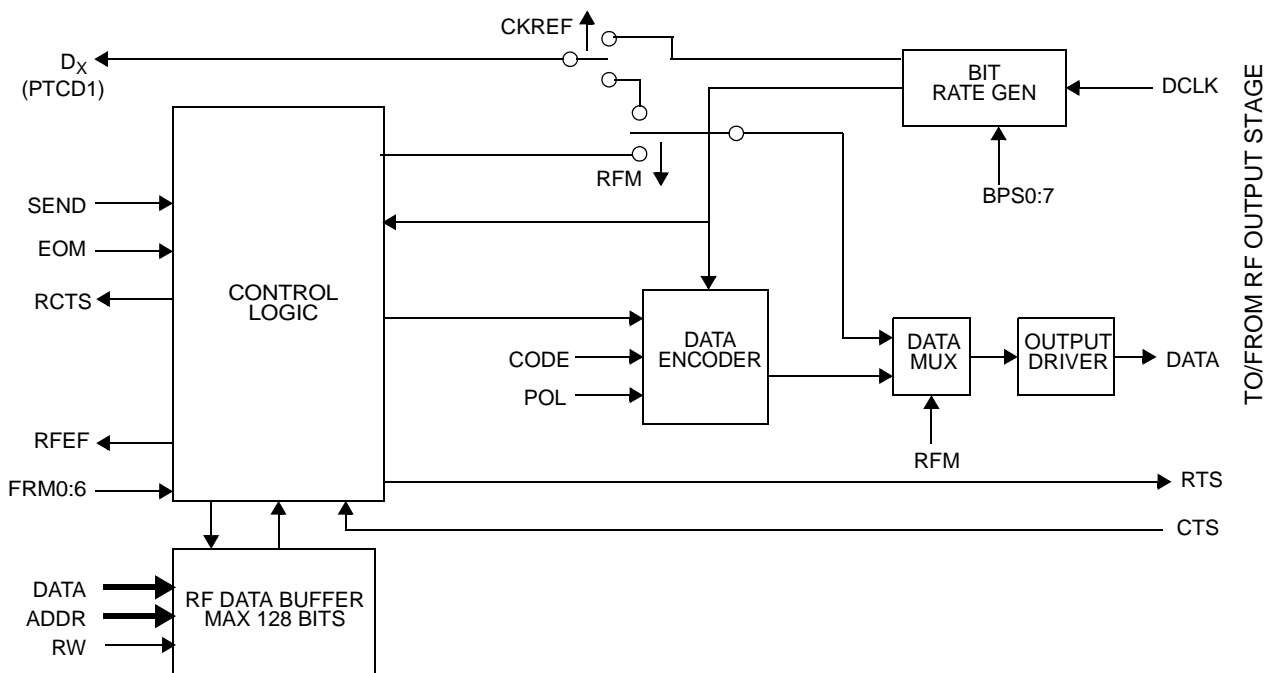 CKREF
DX
(PTCD1)
BIT
RATE GEN
DCLK
BPS0:7
RFM
SEND
EOM
RCTS
CONTROL
LOGIC
DATA
ENCODER
CODE
POL
DATA
MUX
OUTPUT
DRIVER
DATA
RFM
RFEF
FRM0:6
RTS
CTS
DATA
ADDR
RW
RF DATA BUFFER
MAX 128 BITS
TO/FROM RF OUTPUT STAGE